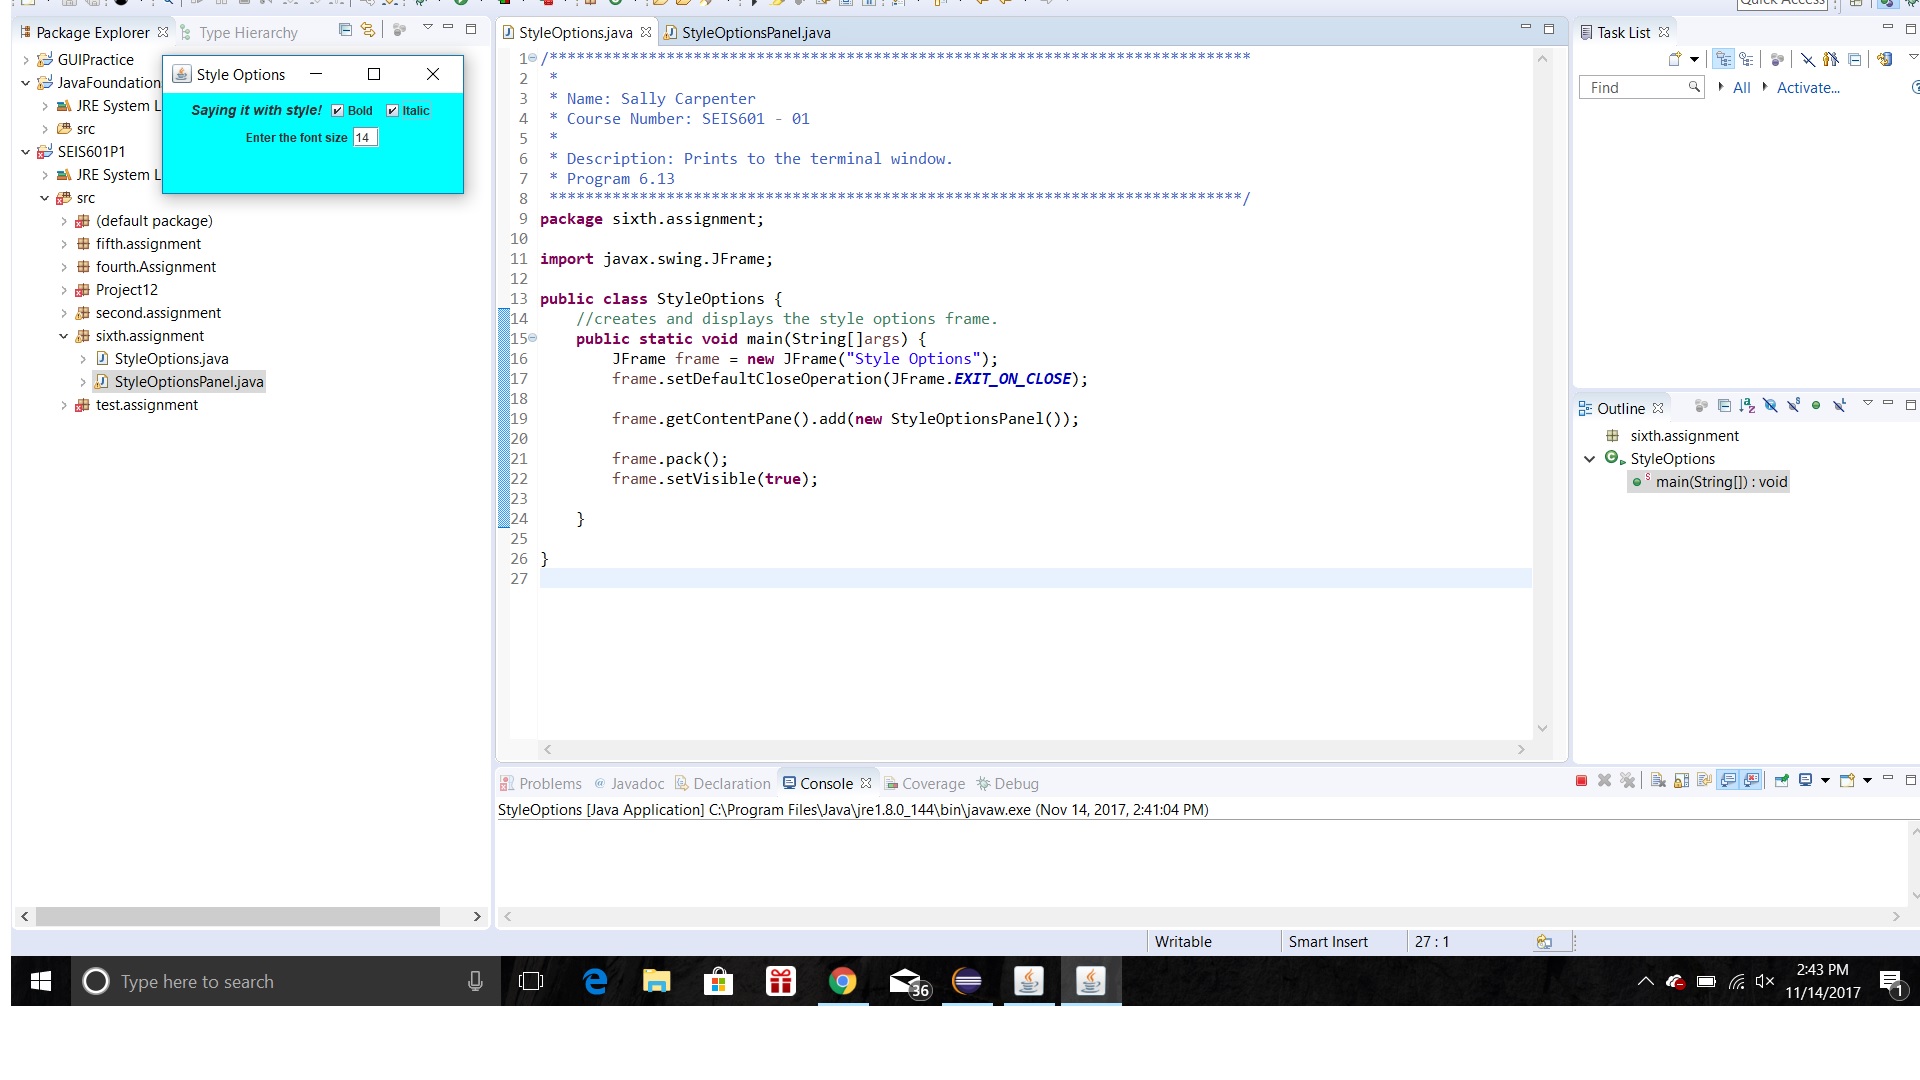 Quick Access
Package Explorer
Type Hierarchy
GUIPractice
JavaFoundation
JRE System L
src
SEIS601P1
JRE System L
src
(default package)
fifth.assignment
fourth.Assignment
Project12
second.assignment
sixth.assignment
StyleOptions.java
StyleOptionsPanel.java
test.assignment
Style Options
Saying it with style! Bold Italic
Enter the font size 14
StyleOptions.java
StyleOptionsPanel.java
1 /*****************************************************************************
2 *
3 * Name: Sally Carpenter
4 * Course Number: SEIS601 - 01
5 *
6 * Description: Prints to the terminal window.
7 * Program 6.13
8 *****************************************************************************/
9 package sixth.assignment;
10
11 import javax.swing.JFrame;
12
13 public class StyleOptions {
14 //creates and displays the style options frame.
15 public static void main(String[]args) {
16 JFrame frame = new JFrame("Style Options");
17 frame.setDefaultCloseOperation(JFrame.EXIT_ON_CLOSE);
18
19 frame.getContentPane().add(new StyleOptionsPanel());
20
21 frame.pack();
22 frame.setVisible(true);
23
24 }
25
26 }
27
Task List
Find All Activate...
Outline
sixth.assignment
StyleOptions
main(String[]) : void
Problems @ Javadoc Declaration Console Coverage Debug
StyleOptions [Java Application] C:\Program Files\Java\jre1.8.0_144\bin\javaw.exe (Nov 14, 2017, 2:41:04 PM)
Writable Smart Insert 27 : 1
Type here to search
36
2:43 PM
11/14/2017
1